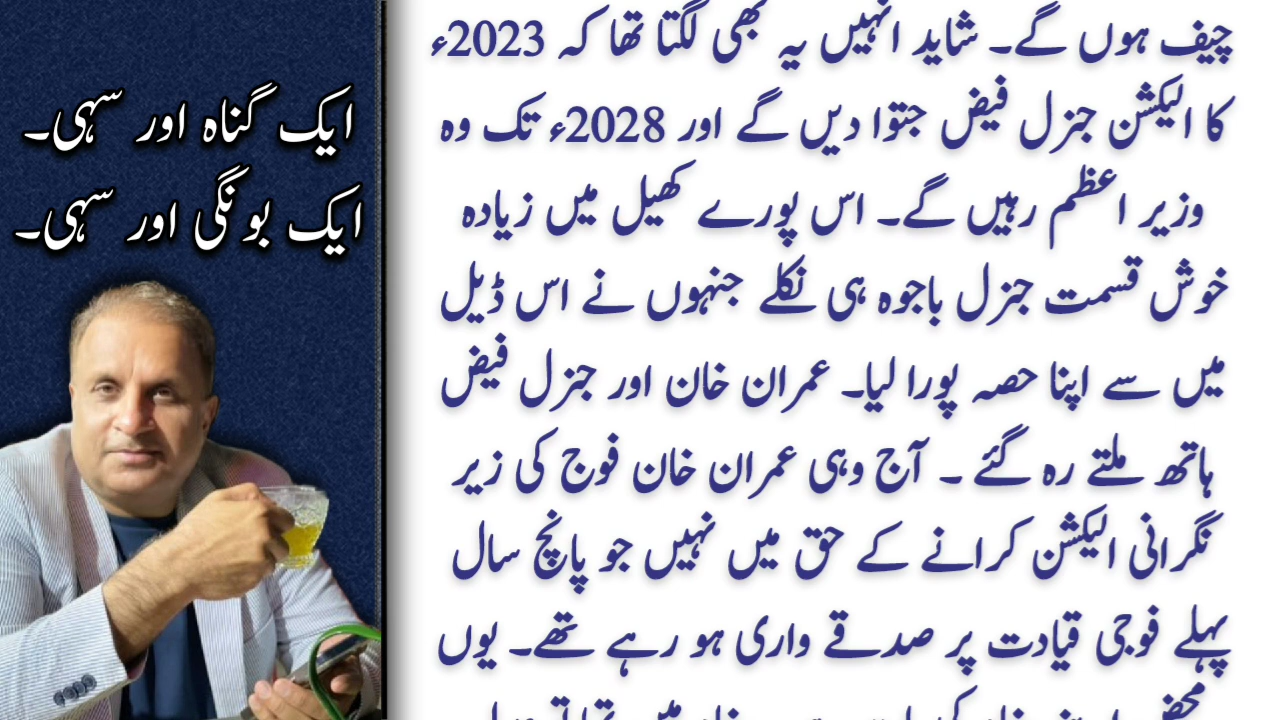 ایک گناہ اور سہی۔
ایک بونگی اور سہی۔
چیف ہوں گے۔ شاید انہیں یہ بھی لگتا تھا کہ 2023ء
کا الیکشن جنرل فیض جتوا دیں گے اور 2028ء تک وہ
وزیر اعظم رہیں گے۔ اس پورے کھیل میں زیادہ
خوش قسمت جنرل باجوہ ہی نکلے جنہوں نے اس ڈیل
میں سے اپنا حصہ پورا لیا۔ عمران خان اور جنرل فیض
ہاتھ ملتے رہ گئے ۔ آج وہی عمران خان فوج کی زیر
نگرانی الیکشن کرانے کے حق میں نہیں جو پانچ سال
پہلے فوجی قیادت پر صدقے واری ہو رہے تھے۔ یوں
محض